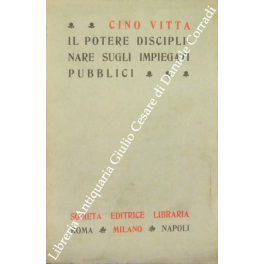 CINO VITTA
IL POTERE DISCIPLI
NARE SUGLI IMPIEGATI
PUBBLICI
SOCIETÀ EDITRICE LIBRARIA
ROMA MILANO NAPOLI
Libreria Antiquaria Giulio Cesare di Daniele Corradi